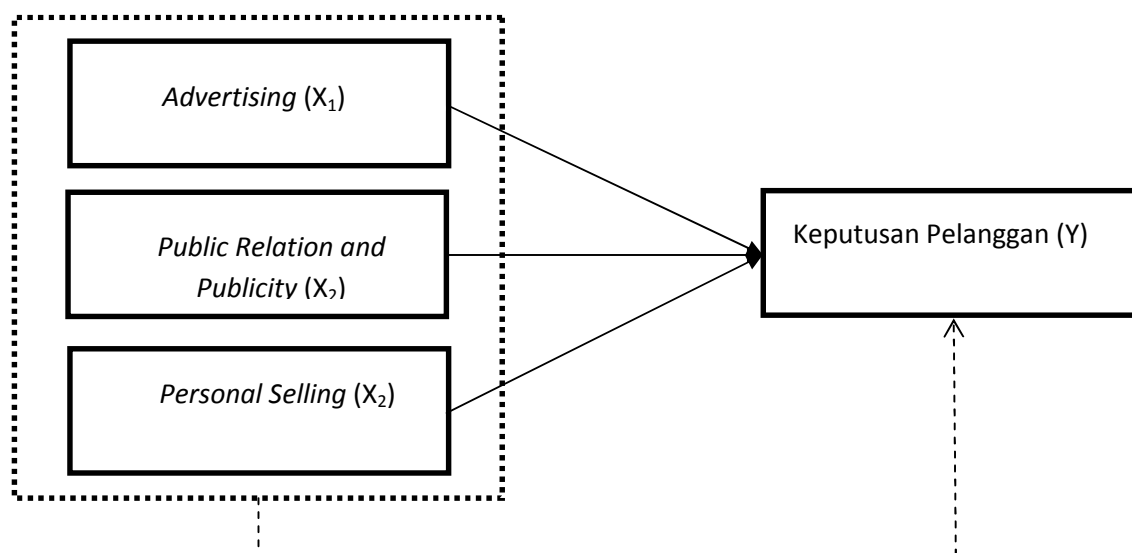 Advertising (X₁)
Public Relation and
Publicity (X₂)
Personal Selling (X₂)
Keputusan Pelanggan (Y)